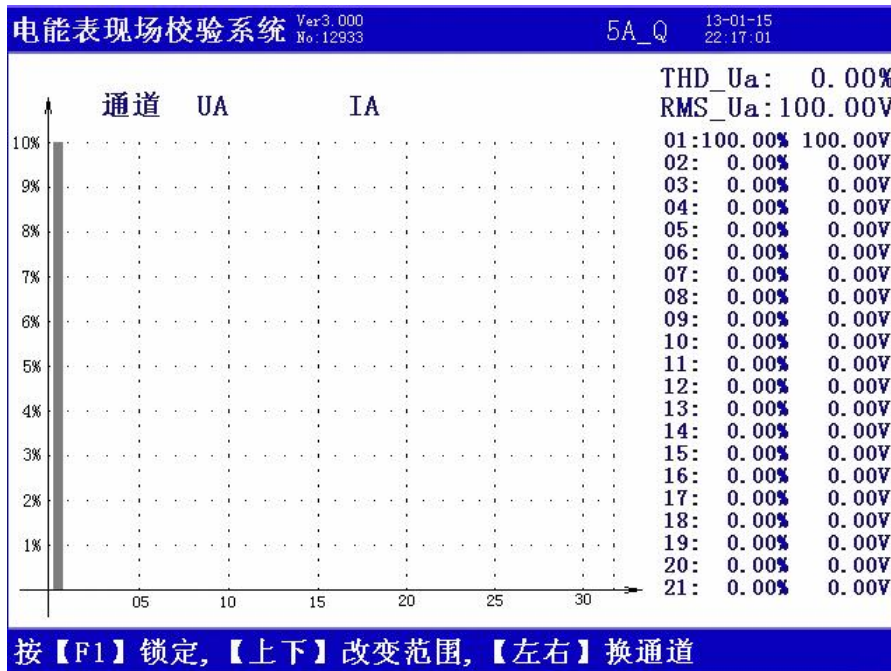 电能表现场校验系统 Ver3.000 No:12933 5A_Q 13-01-15 22:17:01
THD_Ua: 0.00%
通道 UA IA
RMS_Ua:100.00V
10%
9%
8%
7%
6%
5%
4%
3%
2%
1%
05 10 15 20 25 30
01:100.00% 100.00V
02: 0.00% 0.00V
03: 0.00% 0.00V
04: 0.00% 0.00V
05: 0.00% 0.00V
06: 0.00% 0.00V
07: 0.00% 0.00V
08: 0.00% 0.00V
09: 0.00% 0.00V
10: 0.00% 0.00V
11: 0.00% 0.00V
12: 0.00% 0.00V
13: 0.00% 0.00V
14: 0.00% 0.00V
15: 0.00% 0.00V
16: 0.00% 0.00V
17: 0.00% 0.00V
18: 0.00% 0.00V
19: 0.00% 0.00V
20: 0.00% 0.00V
21: 0.00% 0.00V
按【F1】锁定,【上下】改变范围,【左右】换通道